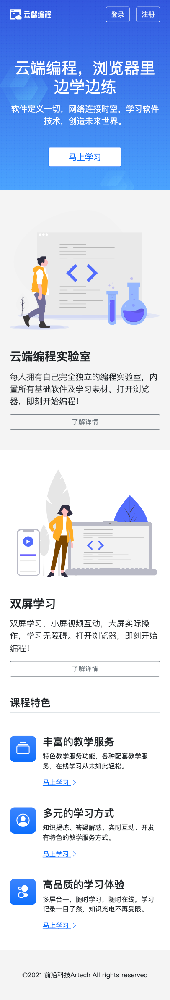 云端编程
登录
注册
云端编程，浏览器里
边学边练
软件定义一切，网络连接时空，学习软件
技术，创造未来世界。
马上学习
云端编程实验室
每人拥有自己完全独立的编程实验室，内
置所有基础软件及学习素材。打开浏览
器，即刻开始编程！
了解详情
双屏学习
双屏学习，小屏视频互动，大屏实际操
作，学习无障碍。打开浏览器，即刻开始
编程！
了解详情
课程特色
丰富的教学服务
特色教学服务功能，各种配套教学服
务，在线学习从未如此轻松。
马上学习
多元的学习方式
知识提炼、答疑解惑、实时互动、开发
有特色的教学服务方式。
马上学习
高品质的学习体验
多屏合一，随时学习，随时在线，学习
记录一目了然，知识充电不再受限。
马上学习
©2021 前沿科技Artech All rights reserved